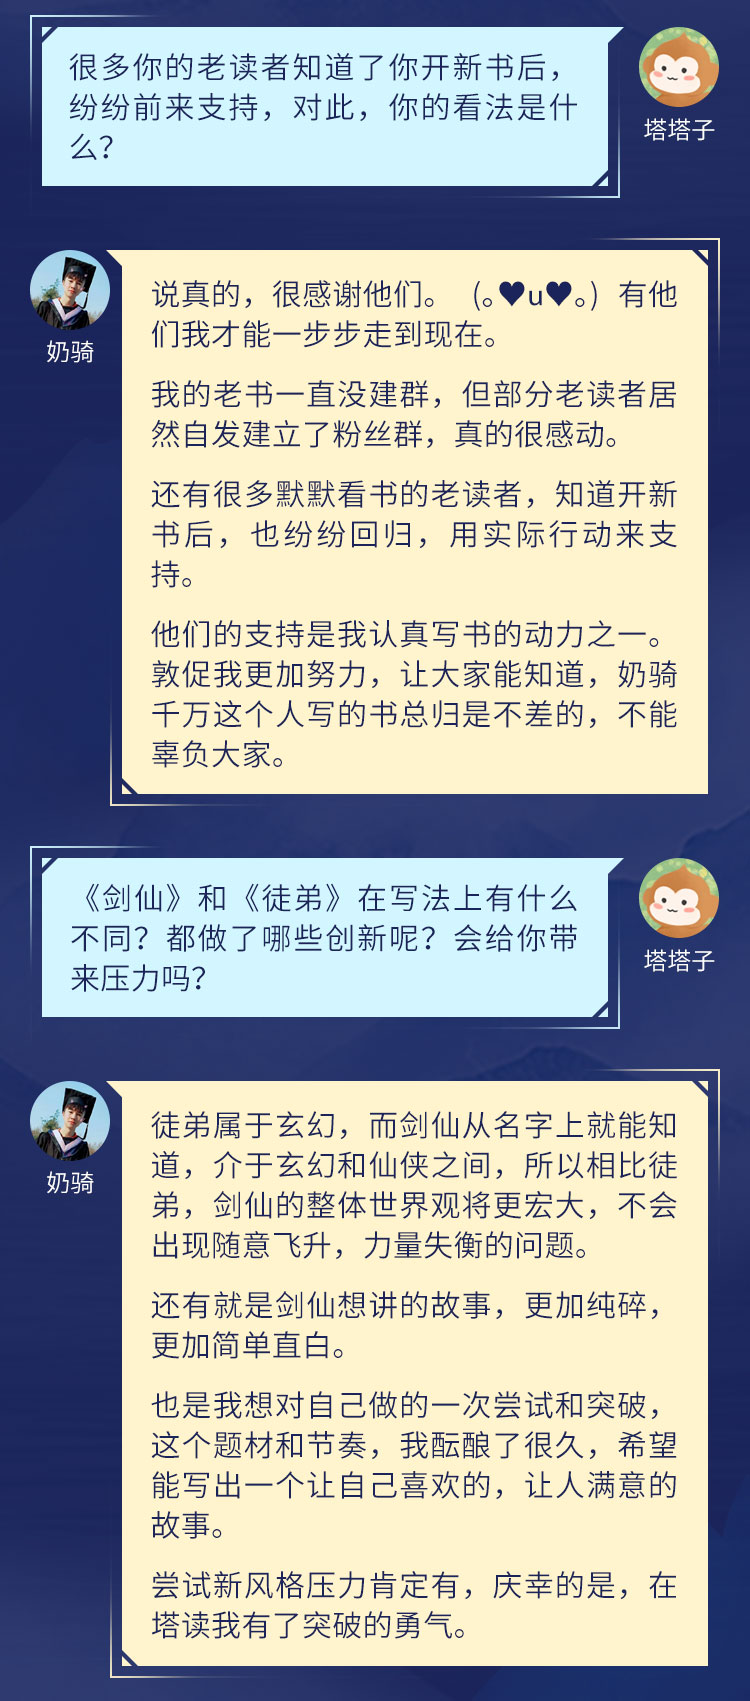 很多你的老读者知道了你开新书后，
纷纷前来支持，对此，你的看法是什
么？
塔塔子
说真的，很感谢他们。（。♥u♥。）有他
们我才能一步步走到现在。
奶骑
我的老书一直没建群，但部分老读者居
然自发建立了粉丝群，真的很感动。
还有很多默默看书的老读者，知道开新
书后，也纷纷回归，用实际行动来支
持。
他们的支持是我认真写书的动力之一。
敦促我更加努力，让大家能知道，奶骑
千万这个人写的书总归是不差的，不能
辜负大家。
《剑仙》和《徒弟》在写法上有什么
不同？都做了哪些创新呢？会给你带
来压力吗？
塔塔子
徒弟属于玄幻，而剑仙从名字上就能知
道，介于玄幻和仙侠之间，所以相比徒
弟，剑仙的整体世界观将更宏大，不会
出现随意飞升，力量失衡的问题。
奶骑
还有就是剑仙想讲的故事，更加纯碎，
更加简单直白。
也是我想对自己做的一次尝试和突破，
这个题材和节奏，我酝酿了很久，希望
能写出一个让自己喜欢的，让人满意的
故事。
尝试新风格压力肯定有，庆幸的是，在
塔读我有了突破的勇气。